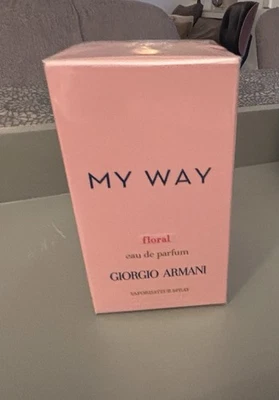 MY WAY
floral
eau de parfum
GIORGIO ARMANI
VAPORISATEUR SPRAY